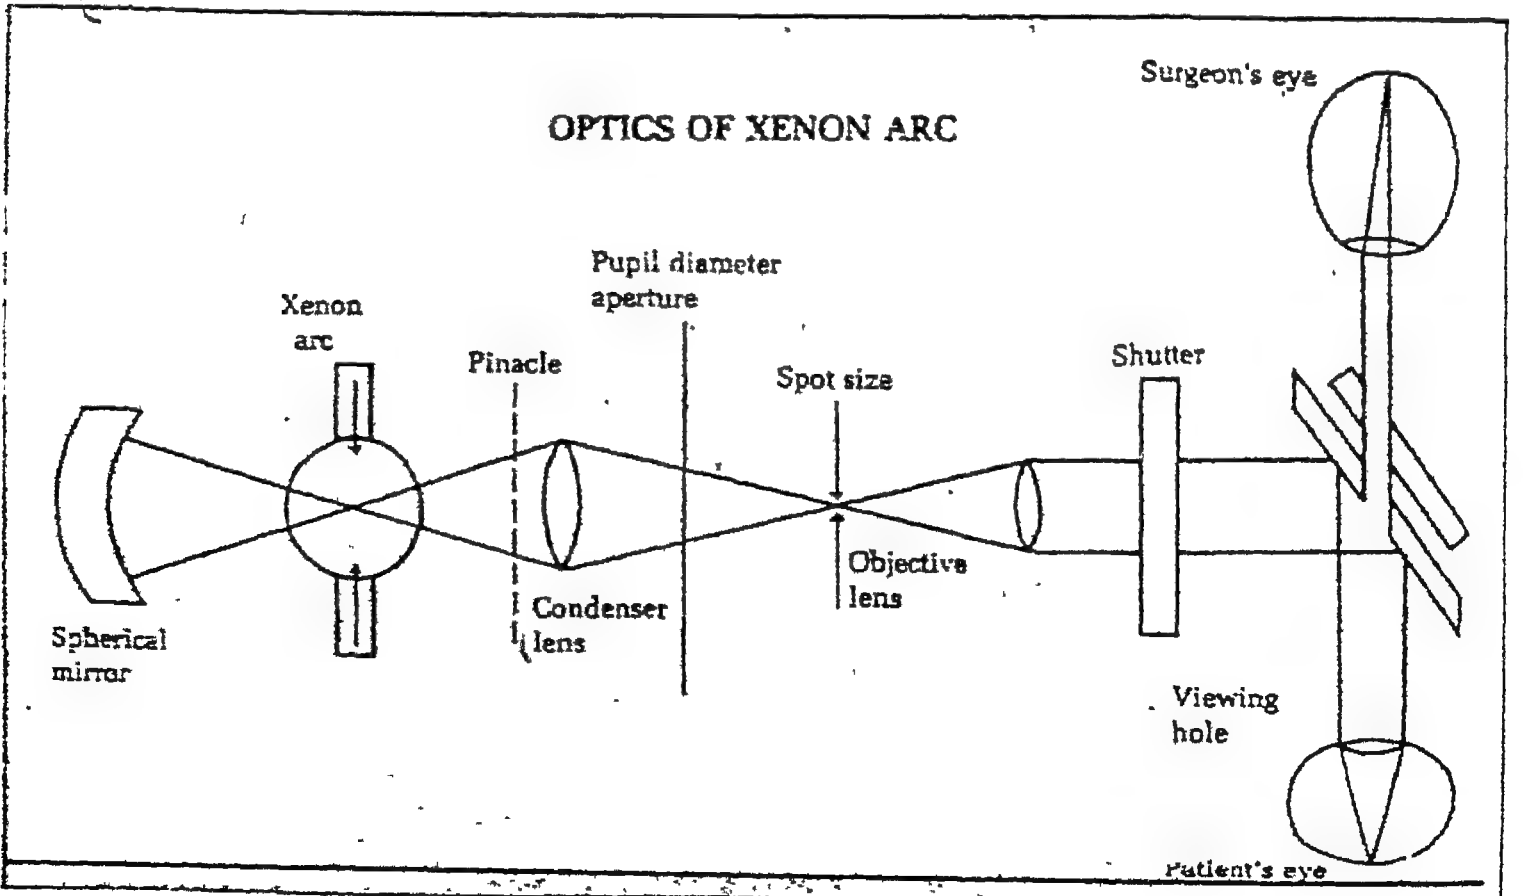 Surgeon's eye
OPTICS OF XENON ARC
Pupil diameter
aperture
Xenon
arc
Pinacle
Spot size
Shutter
Objective
lens
Condenser
lens
Spherical
mirror
Viewing
hole
Patient's eye